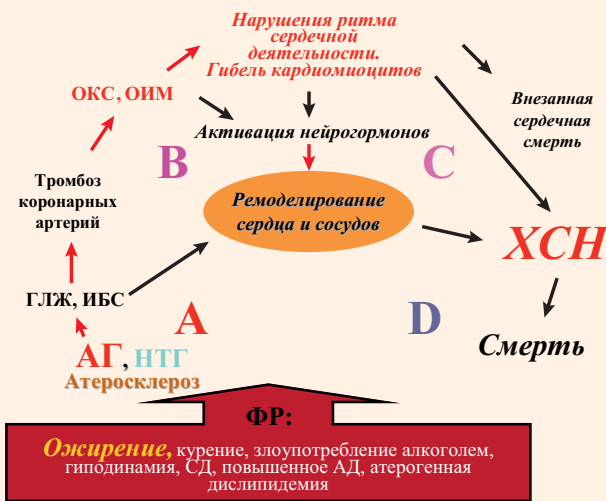 Нарушения ритма
сердечной
деятельности.
Гибель кардиомиоцитов
ОКС, ОИМ
Внезапная
сердечная
смерть
Активация нейрогормонов
B
C
Тромбоз
коронарных
артерий
Ремоделирование
сердца и сосудов
ХСН
ГЛЖ, ИБС
A
D
Смерть
АГ, НТГ
Атеросклероз
ФР:
Ожирение, курение, злоупотребление алкоголем,
гиподинамия, СД, повышенное АД, атерогенная
дислипидемия